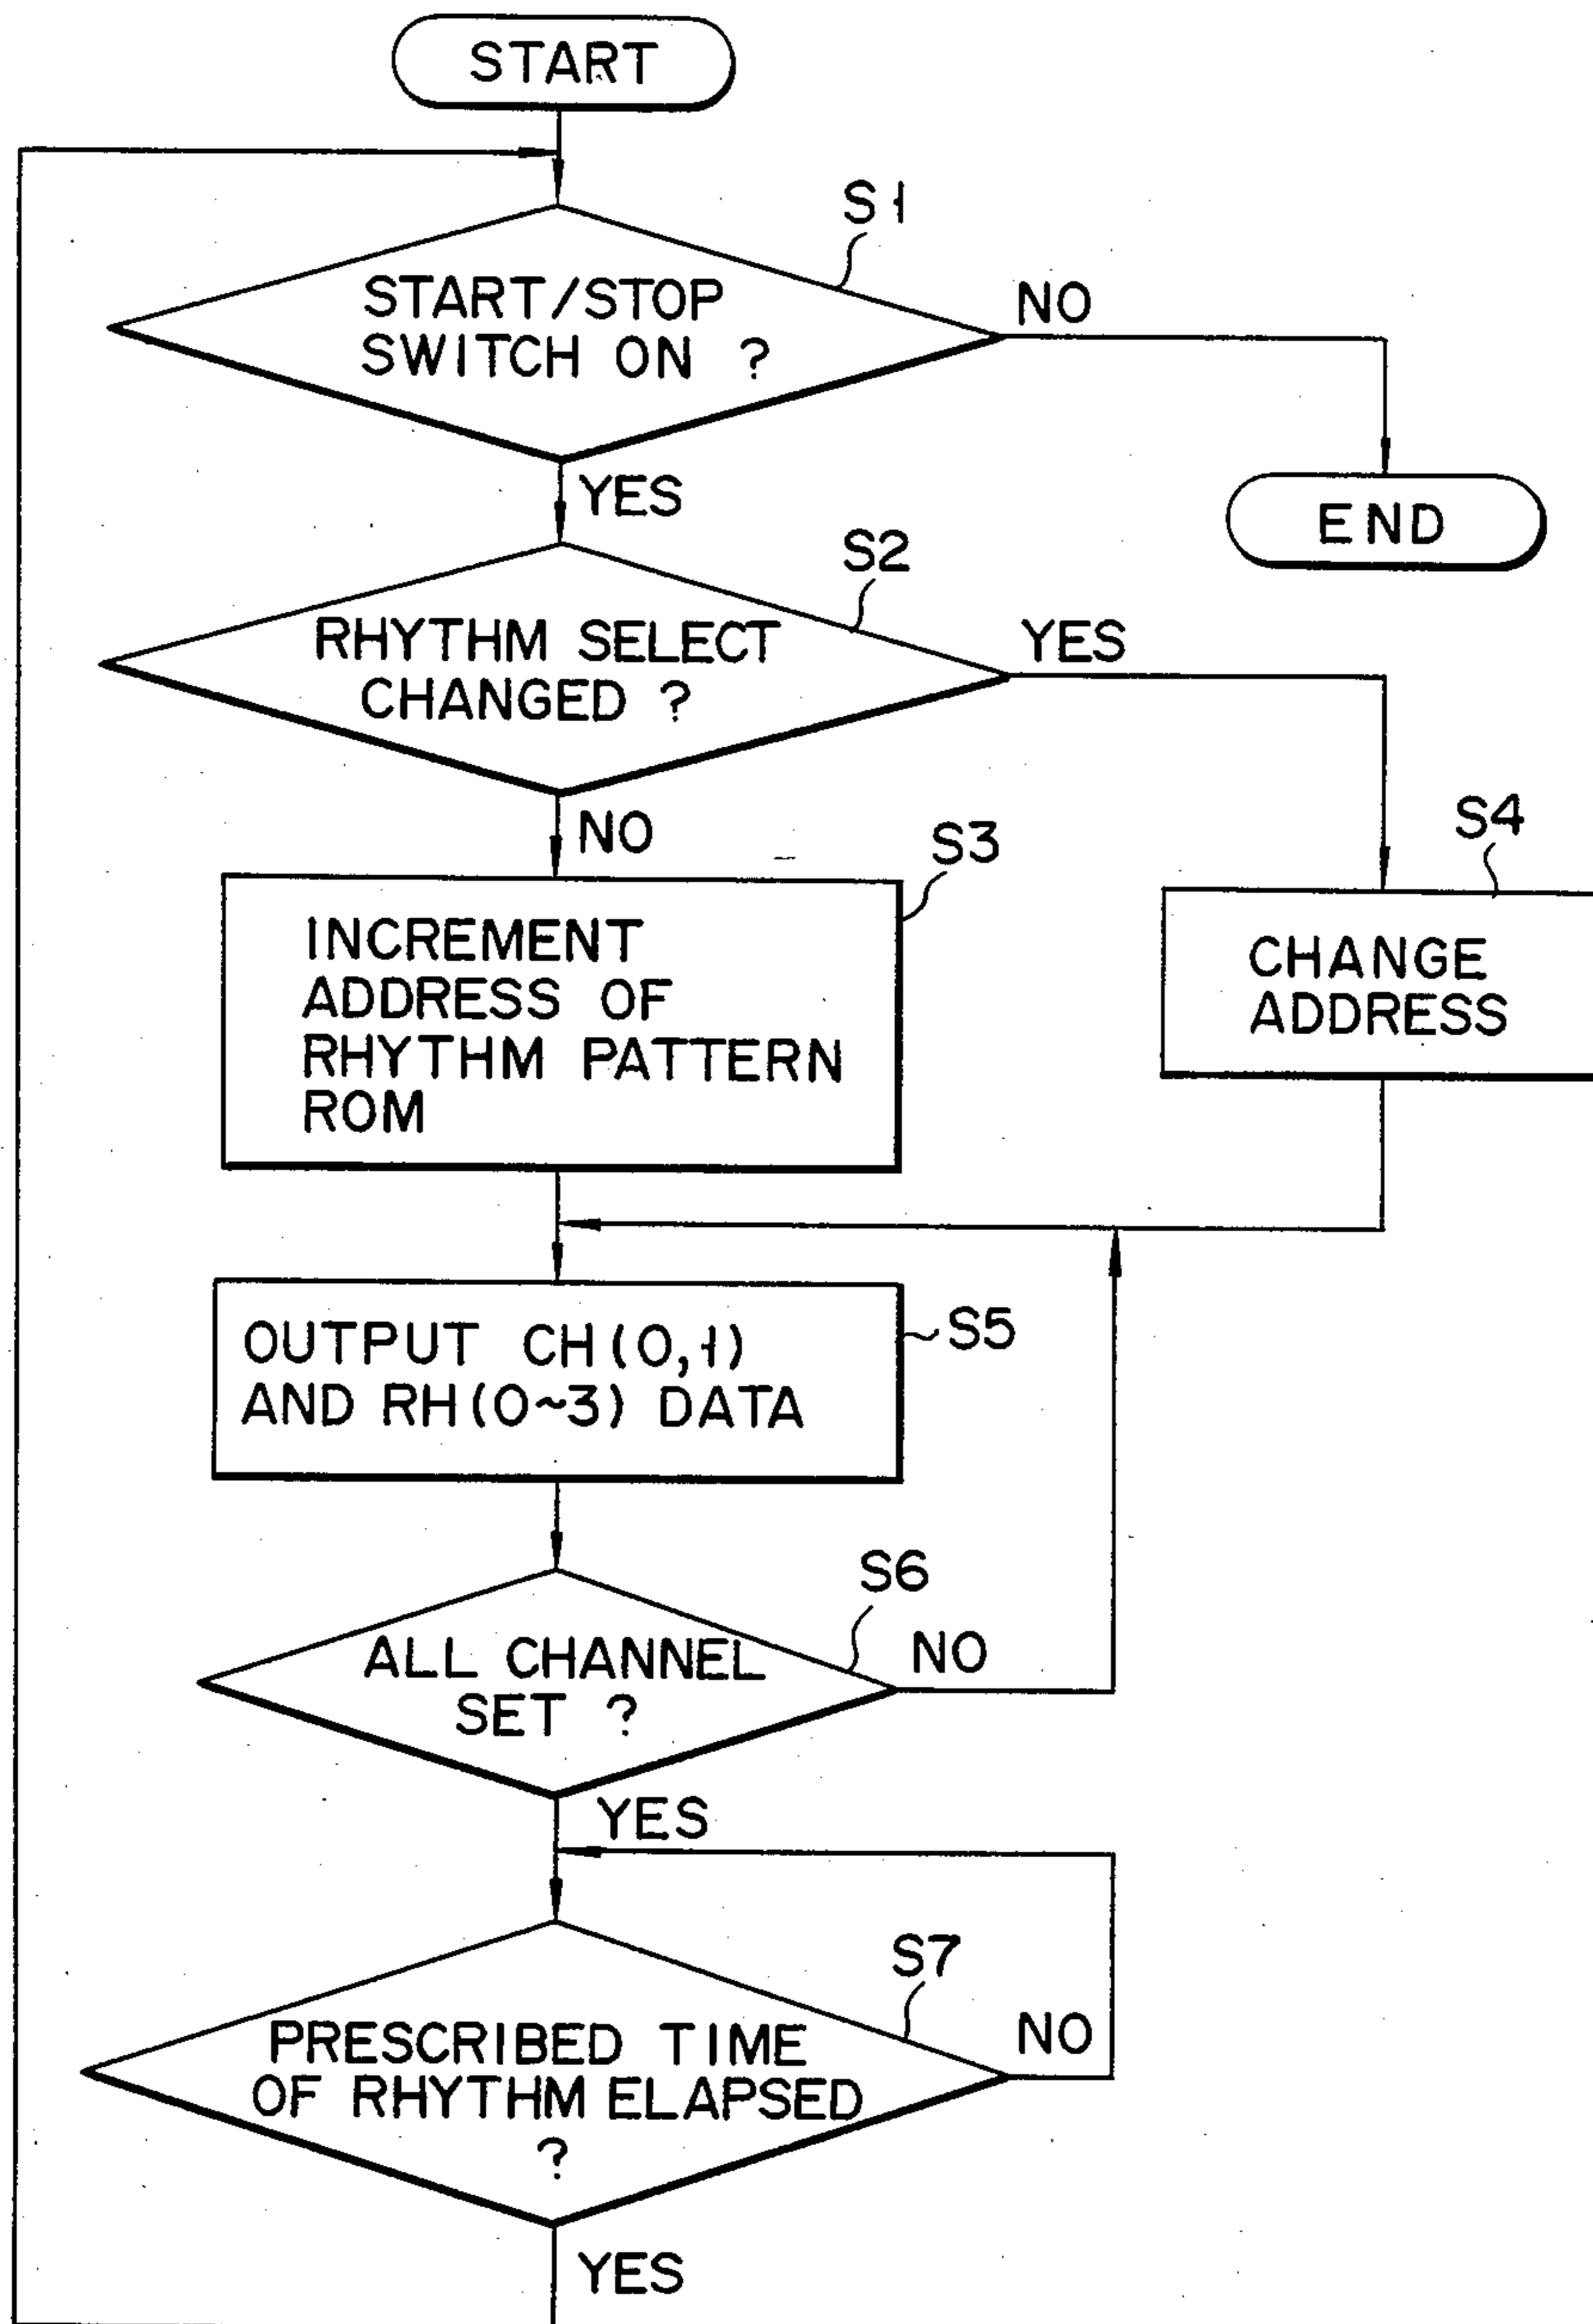 START
S1
START/STOP
SWITCH ON ?
NO
YES
END
S2
RHYTHM SELECT
CHANGED ?
YES
NO
S3
S4
INCREMENT
ADDRESS OF
RHYTHM PATTERN
ROM
CHANGE
ADDRESS
OUTPUT CH(0,1)
AND RH(0~3) DATA
S5
S6
ALL CHANNEL
SET ?
NO
YES
S7
PRESCRIBED TIME
OF RHYTHM ELAPSED
?
NO
YES